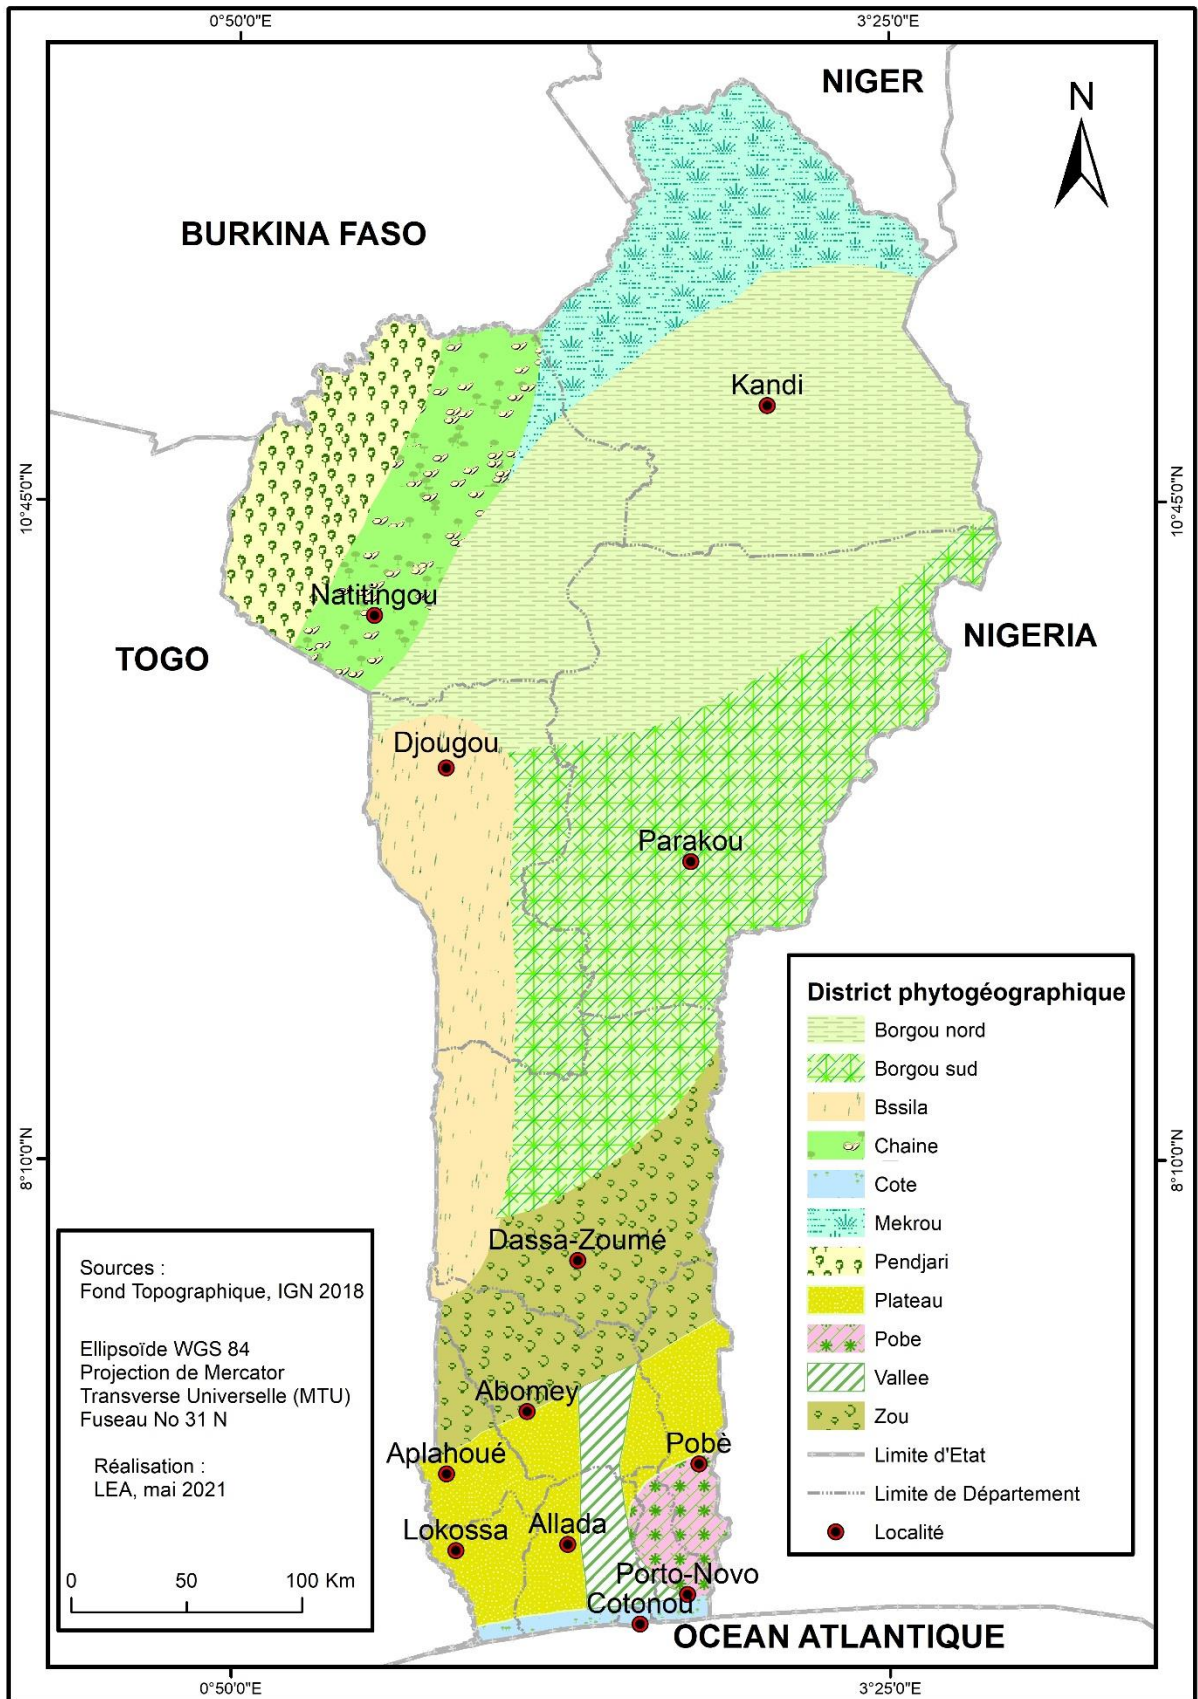 0°50'0"E
3°25'0"E
NIGER
N
BURKINA FASO
Kandi
10°45'0"N
10°45'0"N
Natitingou
TOGO
NIGERIA
Djougou
Parakou
District phytogéographique
Borgou nord
Borgou sud
Bssila
Chaine
Cote
Mekrou
Pendjari
Plateau
Pobe
Vallee
Zou
Limite d'Etat
Limite de Département
Localité
8°10'0"N
8°10'0"N
Dassa-Zoumé
Abomey
Aplahoué
Pobè
Lokossa
Allada
Porto-Novo
Cotonou
OCEAN ATLANTIQUE
Sources :
Fond Topographique, IGN 2018
Ellipsoïde WGS 84
Projection de Mercator
Transverse Universelle (MTU)
Fuseau No 31 N
Réalisation :
LEA, mai 2021
0 50 100 Km
0°50'0"E
3°25'0"E